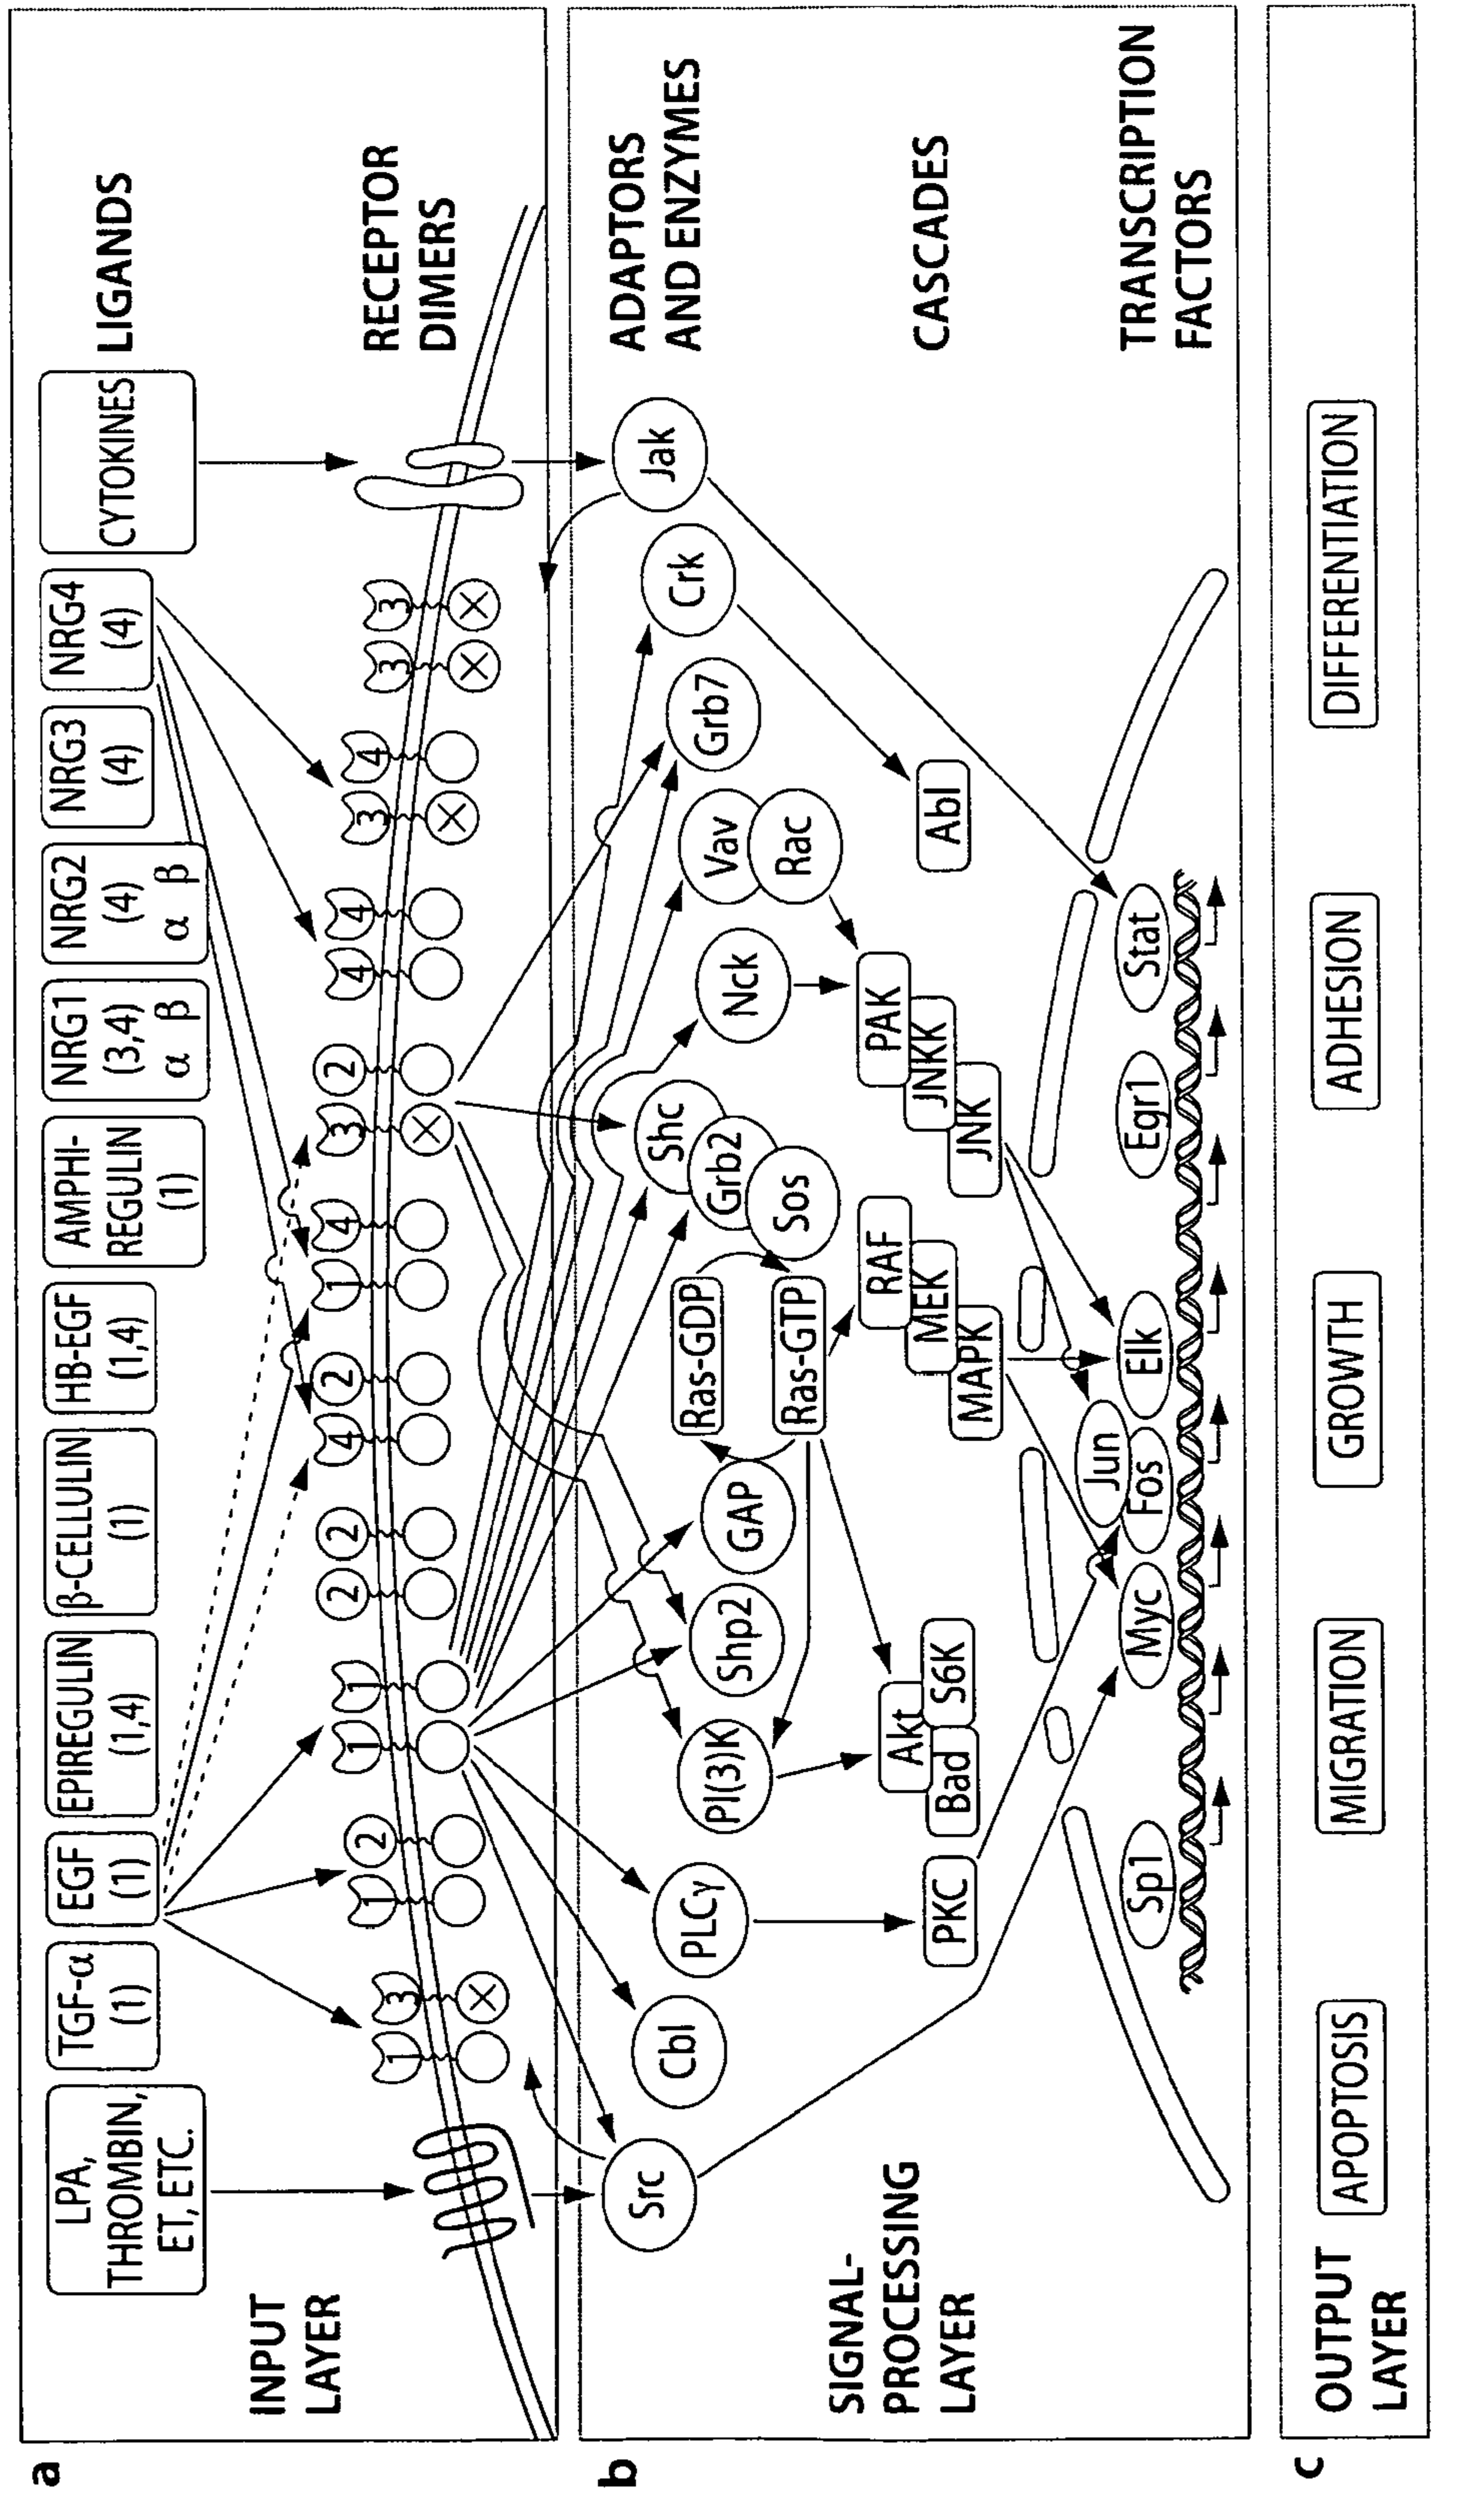 a
LPA,
THROMBIN,
ET, ETC.
TGF-α
(1)
EGF
(1)
EPIREGULIN
(1,4)
β-CELLULIN
(1)
HB-EGF
(1,4)
AMPHI-
REGULIN
(1)
NRG1
(3,4)
α β
NRG2
(4)
α β
NRG3
(4)
NRG4
(4)
CYTOKINES
LIGANDS
INPUT
LAYER
1 3
1 2
1 1
2 2
4 2
1 4
3 2
4 4
3 4
3 3
RECEPTOR
DIMERS
b
Src
Cbl
PLCγ
PI(3)K
Shp2
GAP
Ras-GDP
Ras-GTP
Shc
Grb2
Sos
Nck
Vav
Rac
Grb7
Crk
Jak
ADAPTORS
AND ENZYMES
SIGNAL-
PROCESSING
LAYER
PKC
Akt
Bad
S6K
RAF
MEK
MAPK
PAK
JNKK
JNK
Abl
CASCADES
Sp1
Myc
Jun
Fos
Elk
Egr1
Stat
TRANSCRIPTION
FACTORS
c
OUTPUT
LAYER
APOPTOSIS
MIGRATION
GROWTH
ADHESION
DIFFERENTIATION